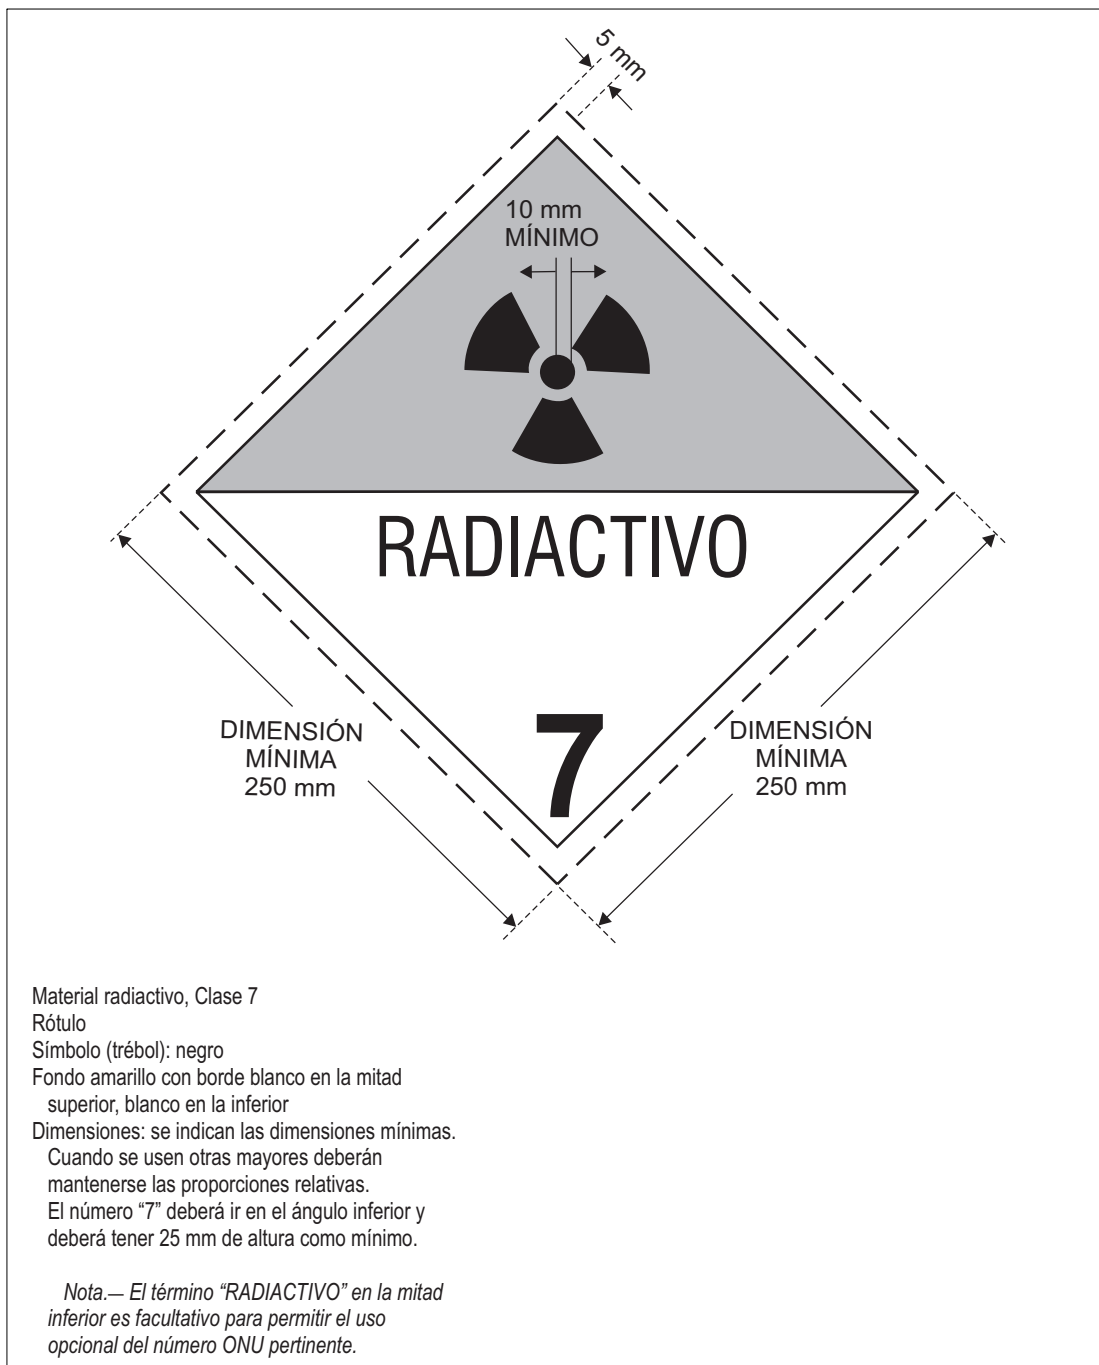 5 mm
10 mm
MÍNIMO
RADIACTIVO
7
DIMENSIÓN
MÍNIMA
250 mm
DIMENSIÓN
MÍNIMA
250 mm
Material radiactivo, Clase 7
Rótulo
Símbolo (trébol): negro
Fondo amarillo con borde blanco en la mitad
superior, blanco en la inferior
Dimensiones: se indican las dimensiones mínimas.
Cuando se usen otras mayores deberán
mantenerse las proporciones relativas.
El número “7” deberá ir en el ángulo inferior y
deberá tener 25 mm de altura como mínimo.
Nota.— El término “RADIACTIVO” en la mitad
inferior es facultativo para permitir el uso
opcional del número ONU pertinente.